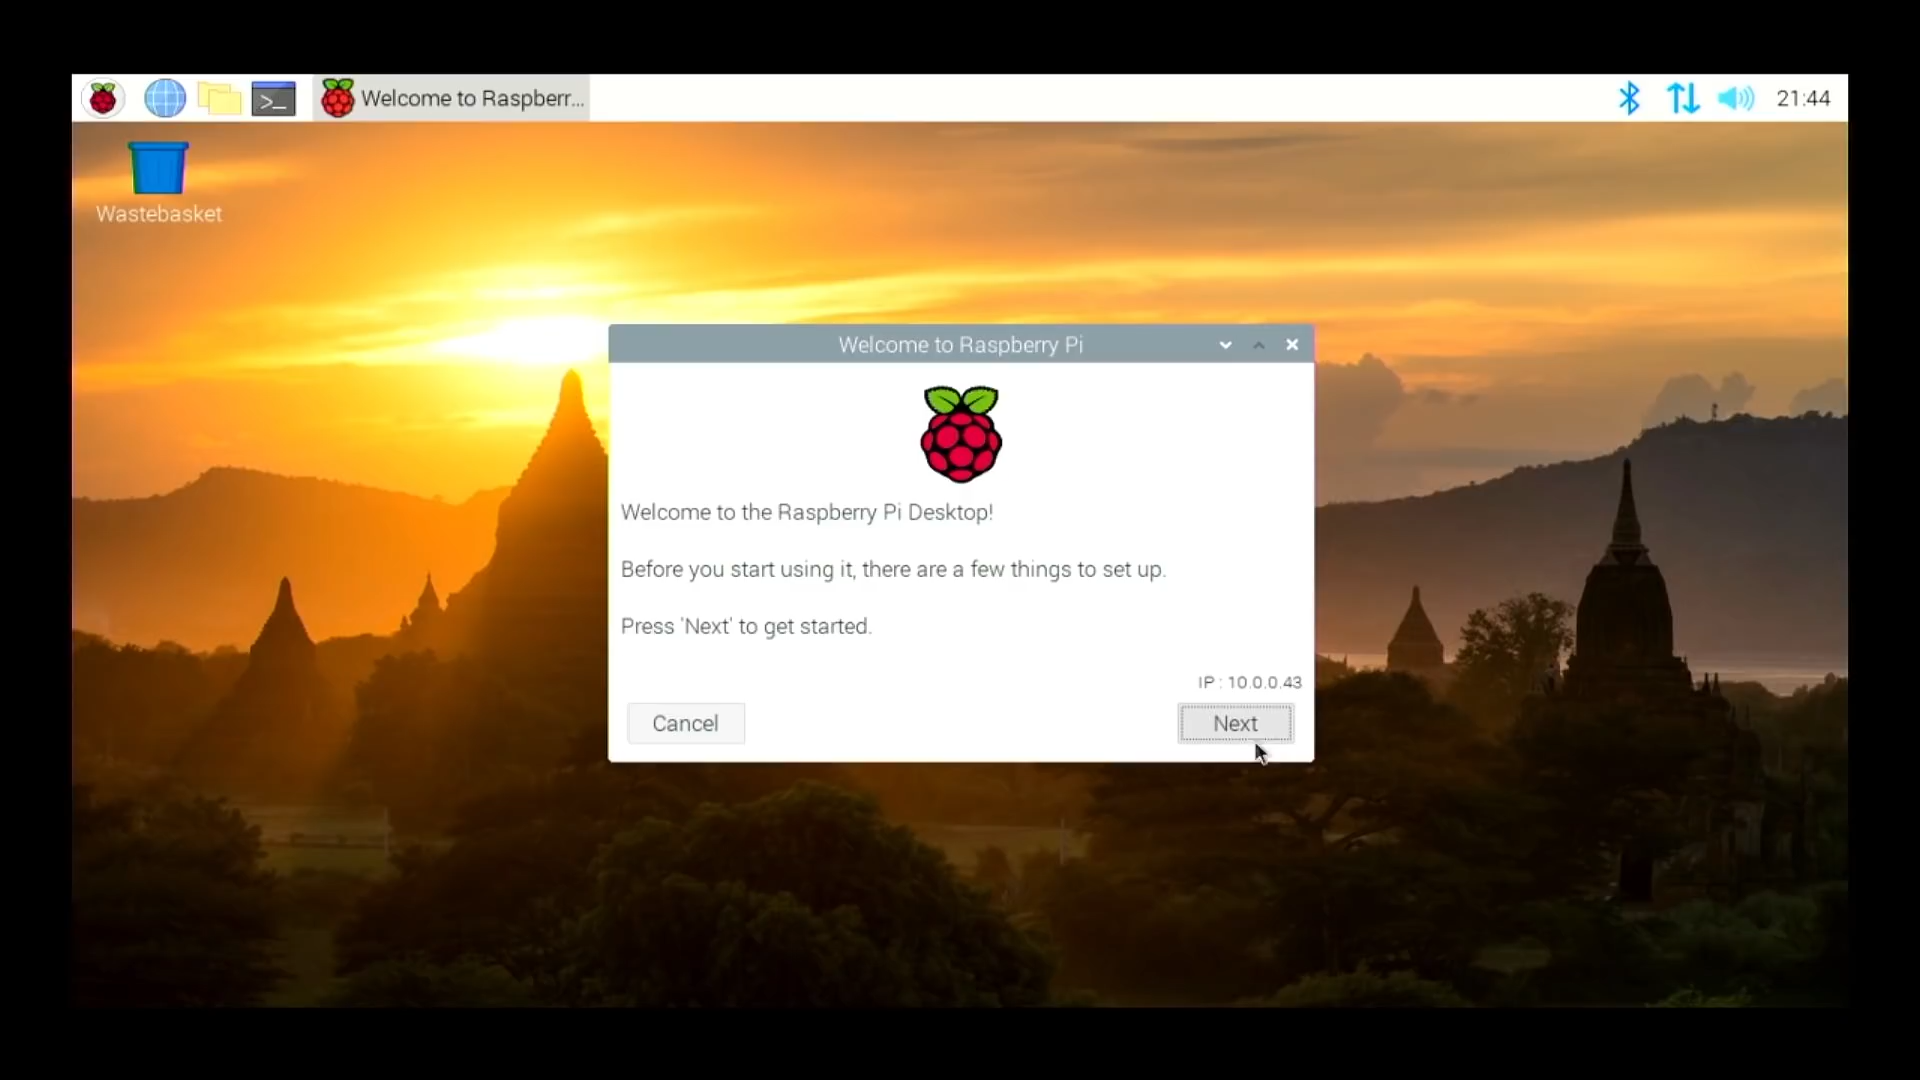 Welcome to Raspberr...
21:44
Wastebasket
Welcome to Raspberry Pi
Welcome to the Raspberry Pi Desktop!
Before you start using it, there are a few things to set up.
Press 'Next' to get started.
IP : 10.0.0.43
Cancel
Next